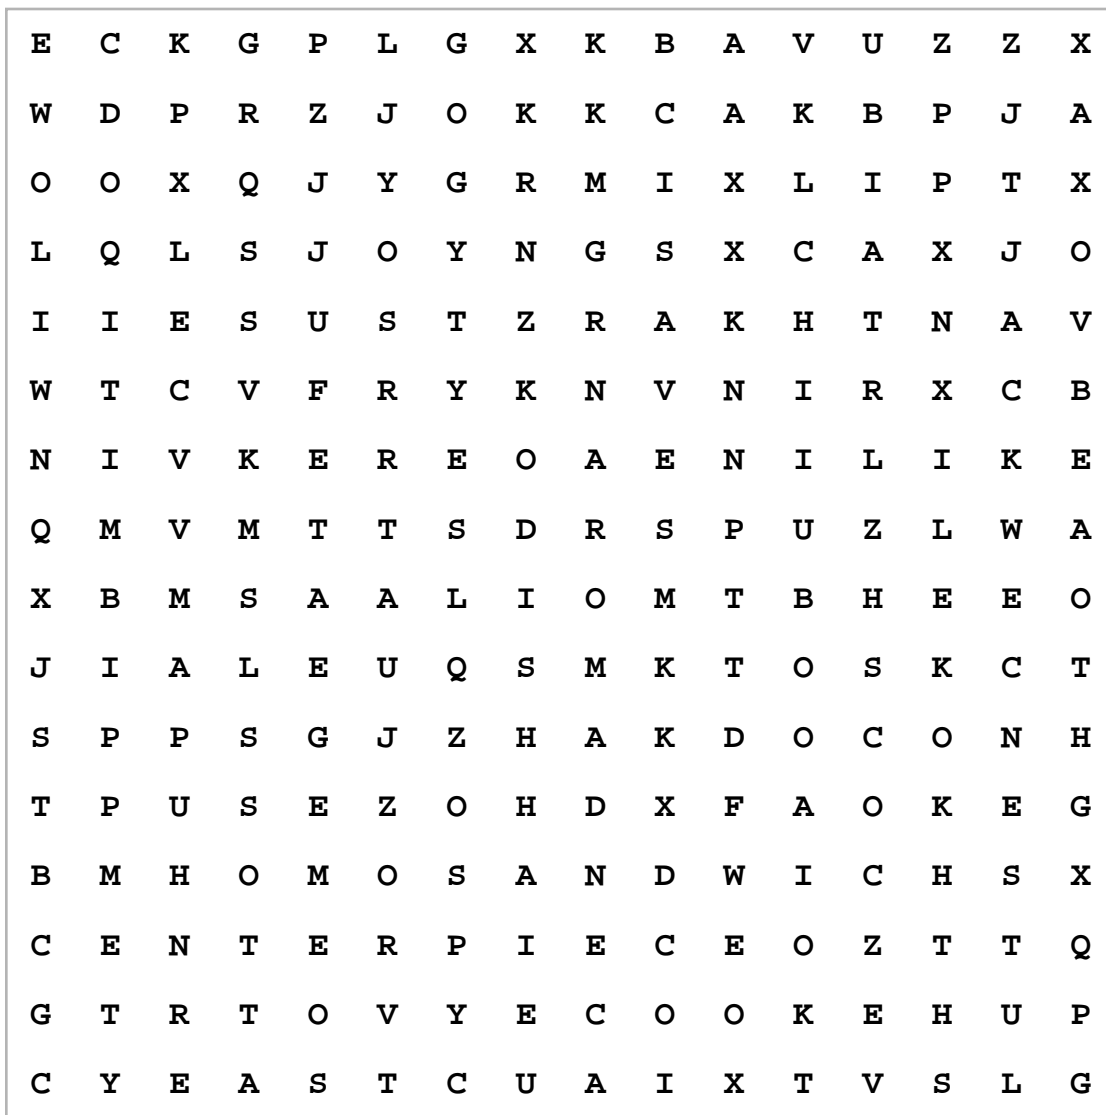 E C K G P L G X K B A V U Z Z X
W D P R Z J O K K C A K B P J A
O O X Q J Y G R M I X L I P T X
L Q L S J O Y N G S X C A X J O
I I E S U S T Z R A K H T N A V
W T C V F R Y K N V N I R X C B
N I V K E R E O A E N I L I K E
Q M V M T T S D R S P U Z L W A
X B M S A A L I O M T B H E E O
J I A L E U Q S M K T O S K C T
S P P S G J Z H A K D O C O N H
T P U S E Z O H D X F A O K E G
B M H O M O S A N D W I C H S X
C E N T E R P I E C E O Z T T Q
G T R T O V Y E C O O K E H U P
C Y E A S T C U A I X T V S L G